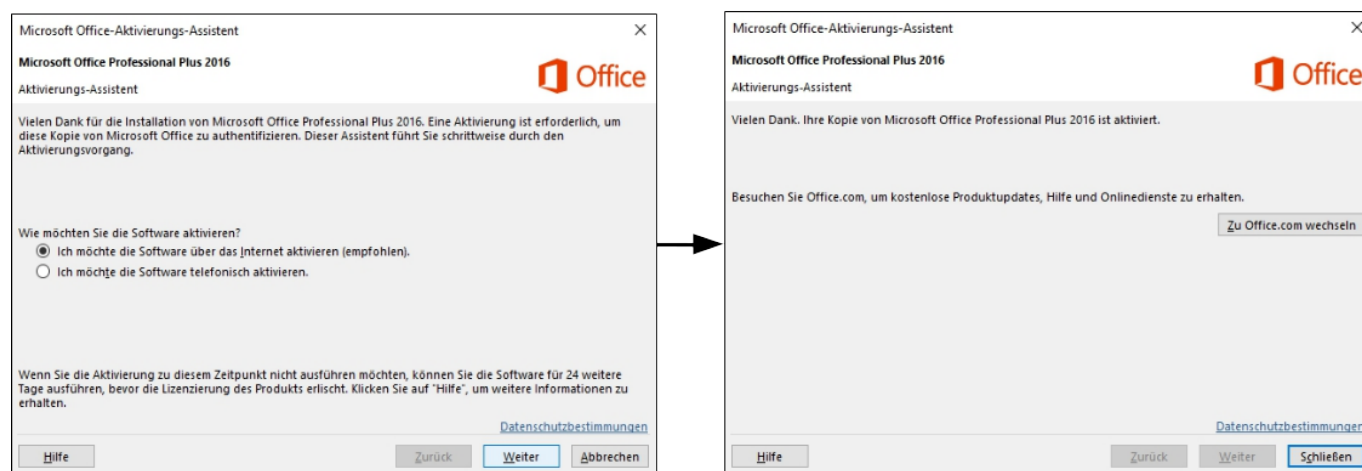 Microsoft Office-Aktivierungs-Assistent
Microsoft Office Professional Plus 2016
Office
Aktivierungs-Assistent
Vielen Dank für die Installation von Microsoft Office Professional Plus 2016. Eine Aktivierung ist erforderlich, um
diese Kopie von Microsoft Office zu authentifizieren. Dieser Assistent führt Sie schrittweise durch den
Aktivierungsvorgang.
Wie möchten Sie die Software aktivieren?
Ich möchte die Software über das Internet aktivieren (empfohlen).
Ich möchte die Software telefonisch aktivieren.
Wenn Sie die Aktivierung zu diesem Zeitpunkt nicht ausführen möchten, können Sie die Software für 24 weitere
Tage ausführen, bevor die Lizenzierung des Produkts erlischt. Klicken Sie auf "Hilfe", um weitere Informationen zu
erhalten.
Datenschutzbestimmungen
Hilfe Zurück Weiter Abbrechen
Microsoft Office-Aktivierungs-Assistent
Microsoft Office Professional Plus 2016
Office
Aktivierungs-Assistent
Vielen Dank. Ihre Kopie von Microsoft Office Professional Plus 2016 ist aktiviert.
Besuchen Sie Office.com, um kostenlose Produktupdates, Hilfe und Onlinedienste zu erhalten.
Zu Office.com wechseln
Datenschutzbestimmungen
Hilfe Zurück Weiter Schließen